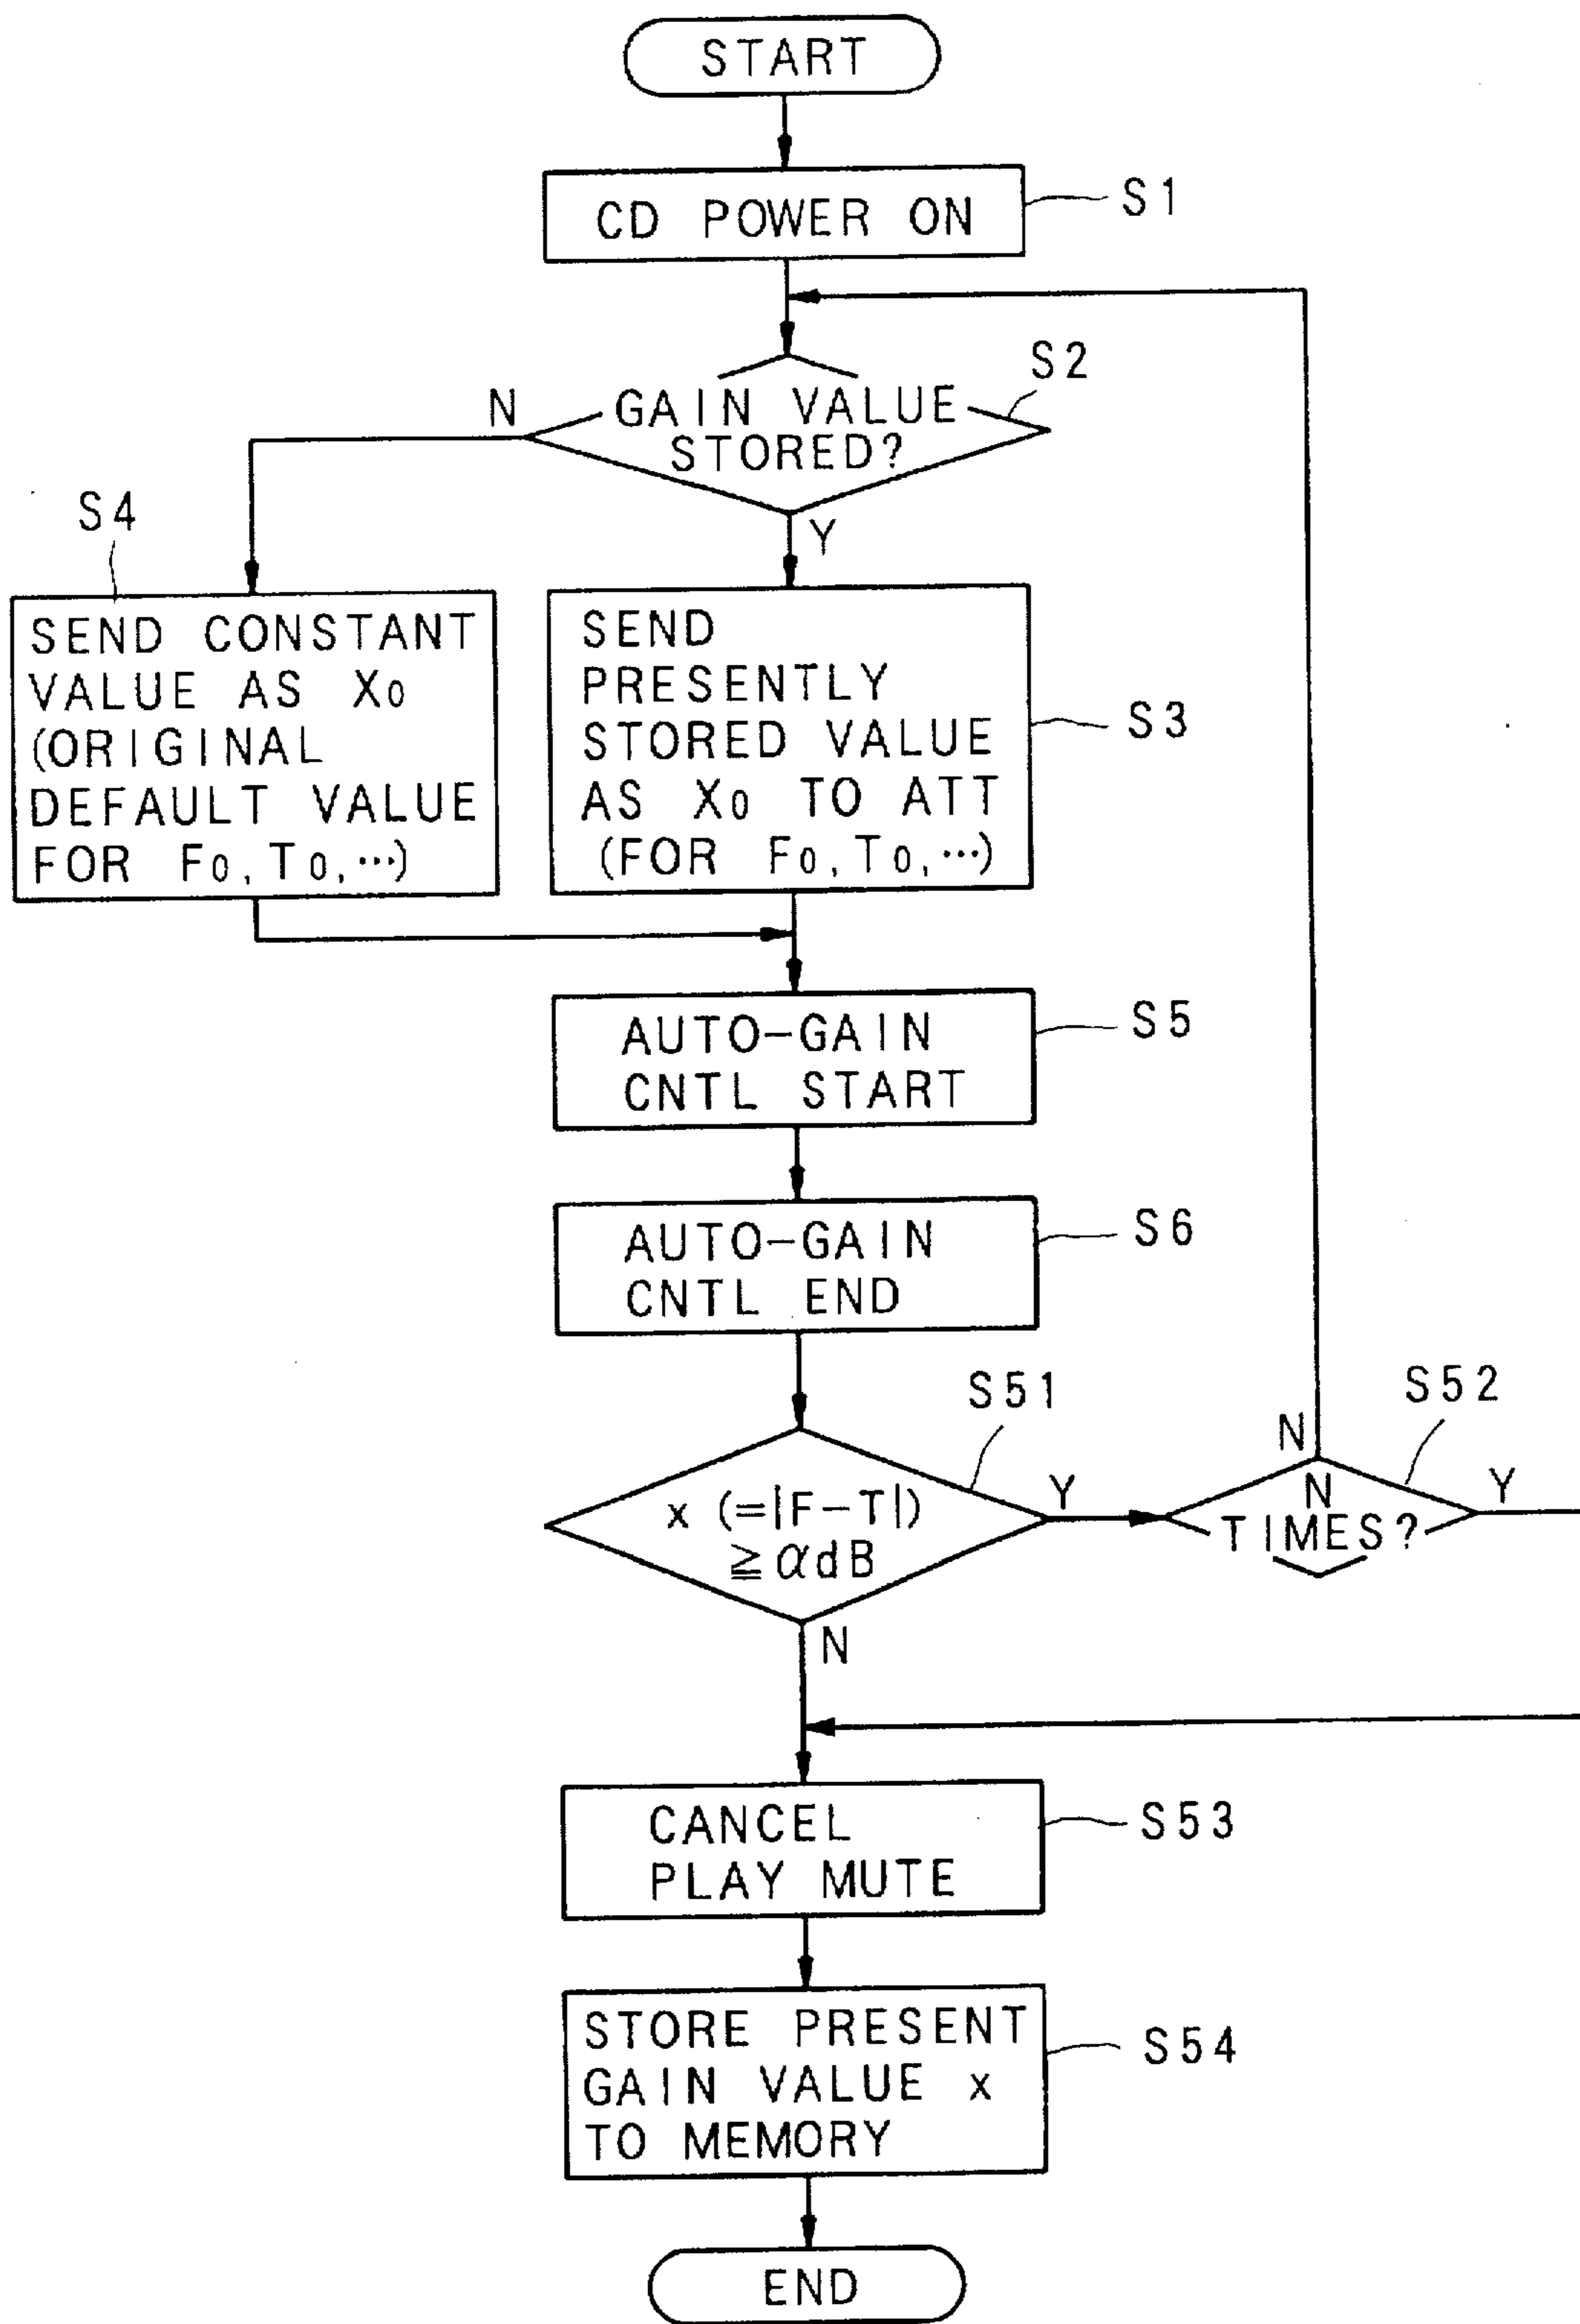 START
CD POWER ON
S1
S2
N
GAIN VALUE
STORED?
Y
S4
SEND CONSTANT
VALUE AS X0
(ORIGINAL
DEFAULT VALUE
FOR F0, T0, ⋯)
SEND
PRESENTLY
STORED VALUE
AS X0 TO ATT
(FOR F0, T0, ⋯)
S3
AUTO-GAIN
CNTL START
S5
AUTO-GAIN
CNTL END
S6
S51
x (=|F-T|)
≧ αdB
Y
N
S52
N
N
TIMES?
Y
CANCEL
PLAY MUTE
S53
STORE PRESENT
GAIN VALUE x
TO MEMORY
S54
END